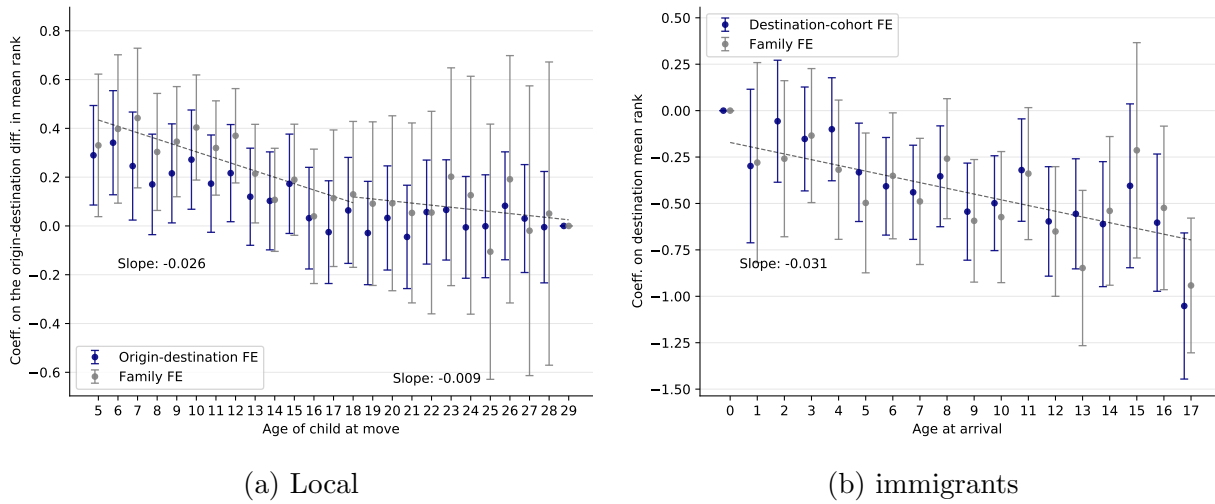 0.8
0.6
0.4
0.2
0.0
−0.2
−0.4
−0.6
Coeff. on the origin-destination diff. in mean rank
Slope: -0.026
Slope: -0.009
Origin-destination FE
Family FE
5 6 7 8 9 10 11 12 13 14 15 16 17 18 19 20 21 22 23 24 25 26 27 28 29
Age of child at move
(a) Local
0.50
0.25
0.00
−0.25
−0.50
−0.75
−1.00
−1.25
−1.50
Coeff. on destination mean rank
Destination-cohort FE
Family FE
Slope: -0.031
0 1 2 3 4 5 6 7 8 9 10 11 12 13 14 15 16 17
Age at arrival
(b) immigrants